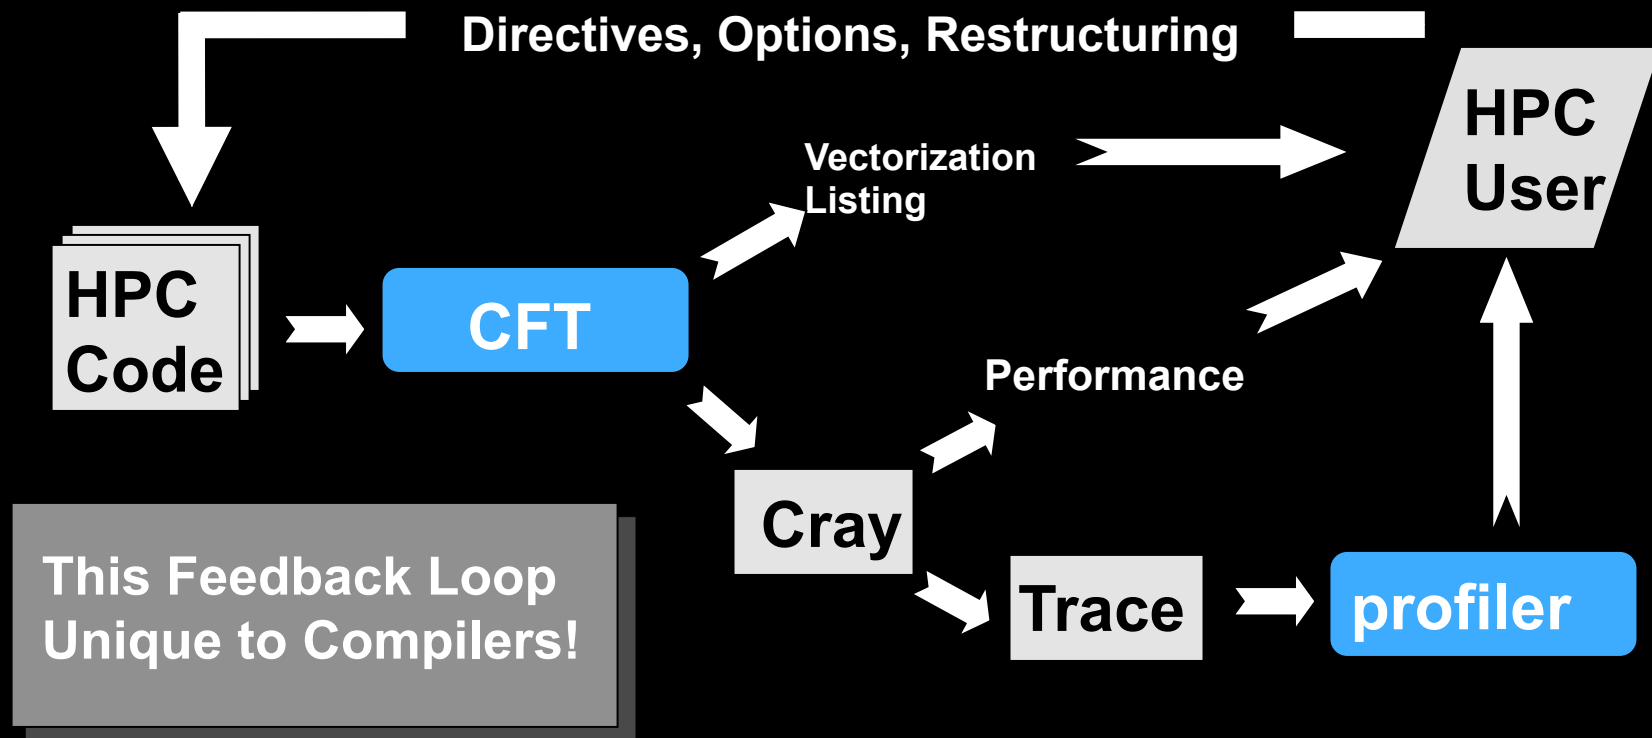 Directives, Options, Restructuring
HPC
User
Vectorization
Listing
HPC
Code
CFT
Performance
Cray
Trace
profiler
This Feedback Loop
Unique to Compilers!